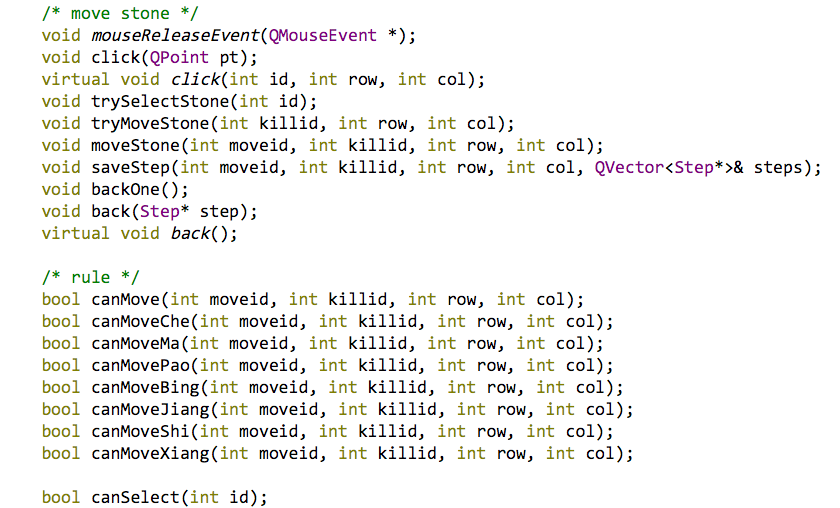 /* move stone */
void mouseReleaseEvent(QMouseEvent *);
void click(QPoint pt);
virtual void click(int id, int row, int col);
void trySelectStone(int id);
void tryMoveStone(int killid, int row, int col);
void moveStone(int moveid, int killid, int row, int col);
void saveStep(int moveid, int killid, int row, int col, QVector<Step*>& steps);
void backOne();
void back(Step* step);
virtual void back();

/* rule */
bool canMove(int moveid, int killid, int row, int col);
bool canMoveChe(int moveid, int killid, int row, int col);
bool canMoveMa(int moveid, int killid, int row, int col);
bool canMovePao(int moveid, int killid, int row, int col);
bool canMoveBing(int moveid, int killid, int row, int col);
bool canMoveJiang(int moveid, int killid, int row, int col);
bool canMoveShi(int moveid, int killid, int row, int col);
bool canMoveXiang(int moveid, int killid, int row, int col);

bool canSelect(int id);